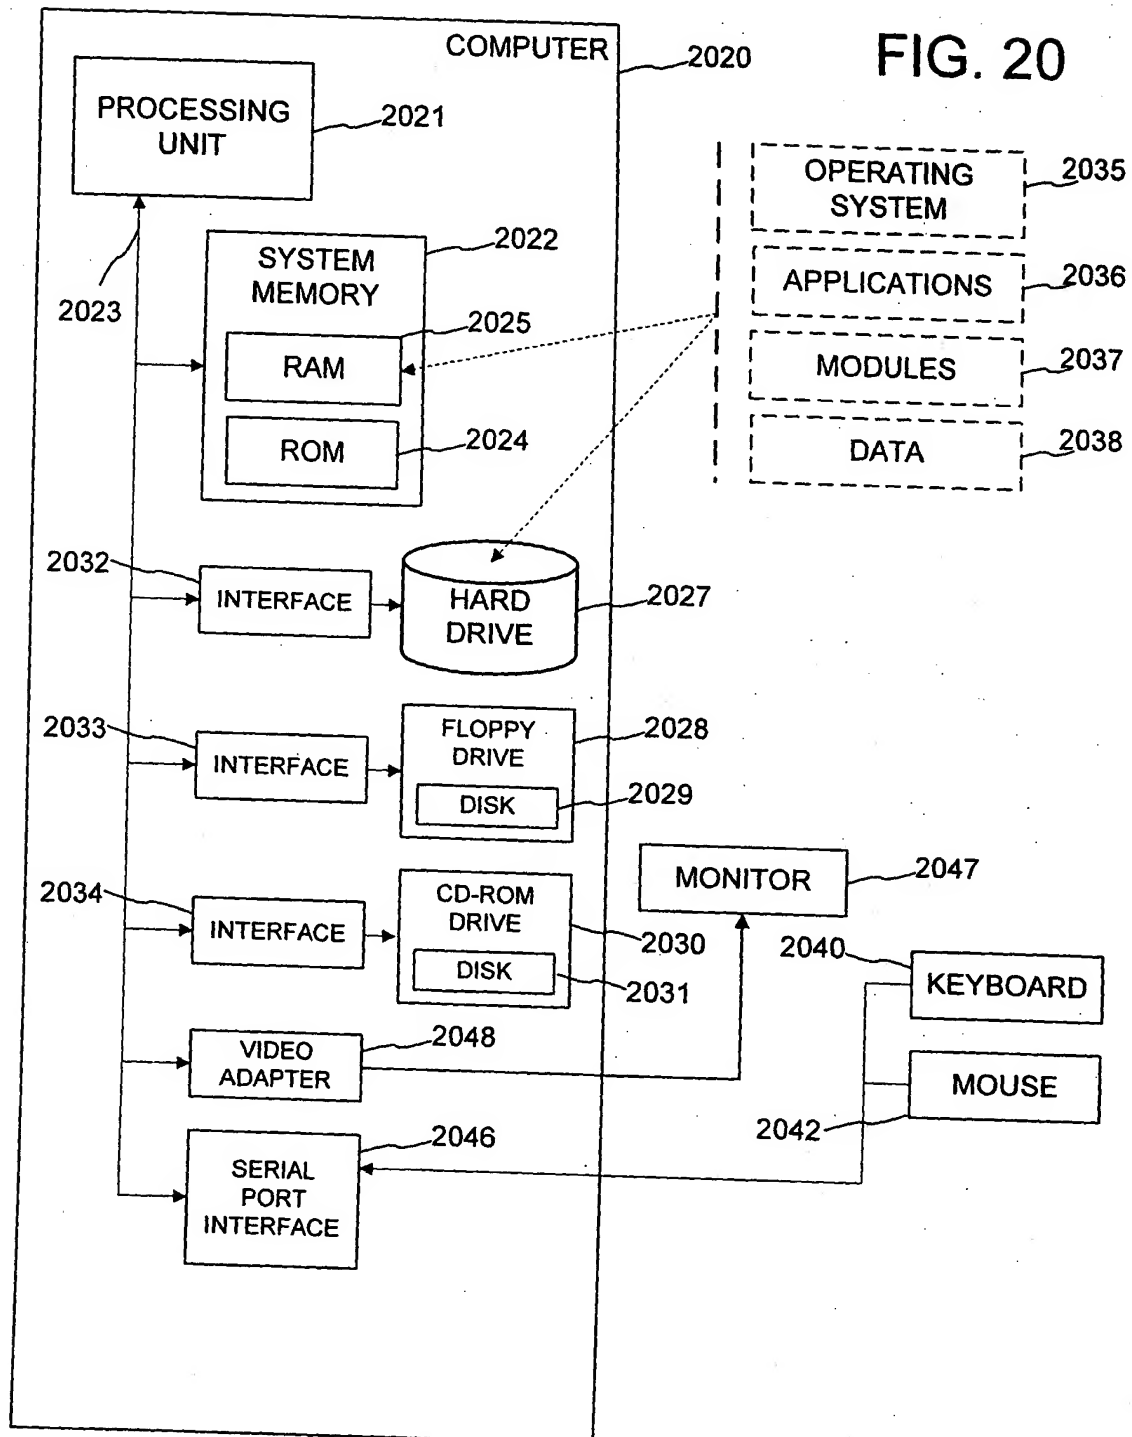 FIG. 20
COMPUTER
2020
PROCESSING
UNIT
2021
2023
SYSTEM
MEMORY
2022
RAM
2025
ROM
2024
OPERATING
SYSTEM
2035
APPLICATIONS
2036
MODULES
2037
DATA
2038
2032
INTERFACE
HARD
DRIVE
2027
2033
INTERFACE
FLOPPY
DRIVE
2028
DISK
2029
2034
INTERFACE
CD-ROM
DRIVE
2030
DISK
2031
MONITOR
2047
2040
KEYBOARD
MOUSE
2042
VIDEO
ADAPTER
2048
SERIAL
PORT
INTERFACE
2046